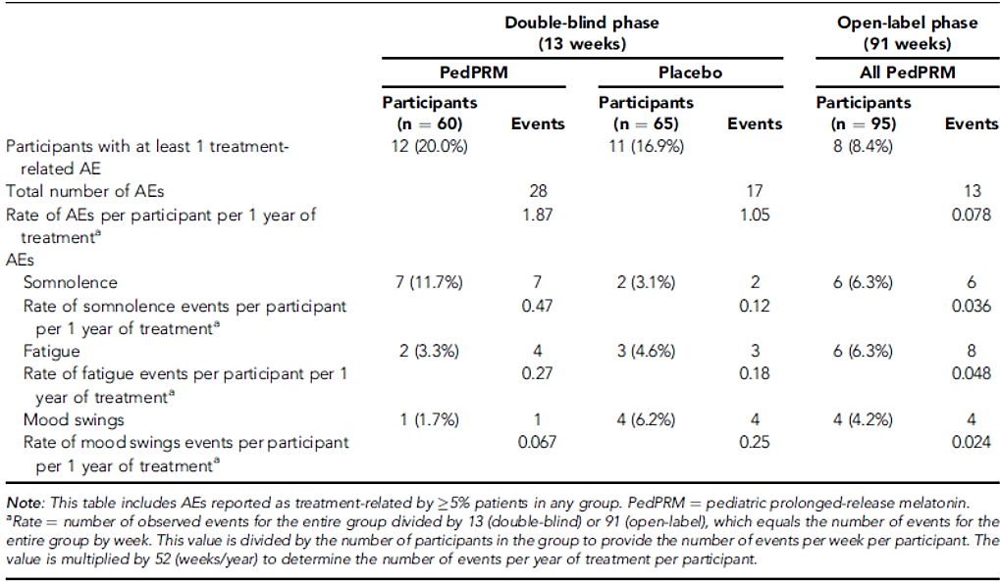 Double-blind phase
(13 weeks)
Open-label phase
(91 weeks)
PedPRM
Placebo
All PedPRM
Participants
(n = 60)
Events
Participants
(n = 65)
Events
Participants
(n = 95)
Events
Participants with at least 1 treatment-
related AE
12 (20.0%) 11 (16.9%) 8 (8.4%)
Total number of AEs 28 17 13
Rate of AEs per participant per 1 year of
treatmentª 1.87 1.05 0.078
AEs
Somnolence 7 (11.7%) 7 2 (3.1%) 2 6 (6.3%) 6
Rate of somnolence events per participant
per 1 year of treatmentª 0.47 0.12 0.036
Fatigue 2 (3.3%) 4 3 (4.6%) 3 6 (6.3%) 8
Rate of fatigue events per participant per 1
year of treatmentª 0.27 0.18 0.048
Mood swings 1 (1.7%) 1 4 (6.2%) 4 4 (4.2%) 4
Rate of mood swings events per participant
per 1 year of treatmentª 0.067 0.25 0.024
Note: This table includes AEs reported as treatment-related by ≥5% patients in any group. PedPRM = pediatric prolonged-release melatonin.
ªRate = number of observed events for the entire group divided by 13 (double-blind) or 91 (open-label), which equals the number of events for the
entire group by week. This value is divided by the number of participants in the group to provide the number of events per week per participant. The
value is multiplied by 52 (weeks/year) to determine the number of events per year of treatment per participant.